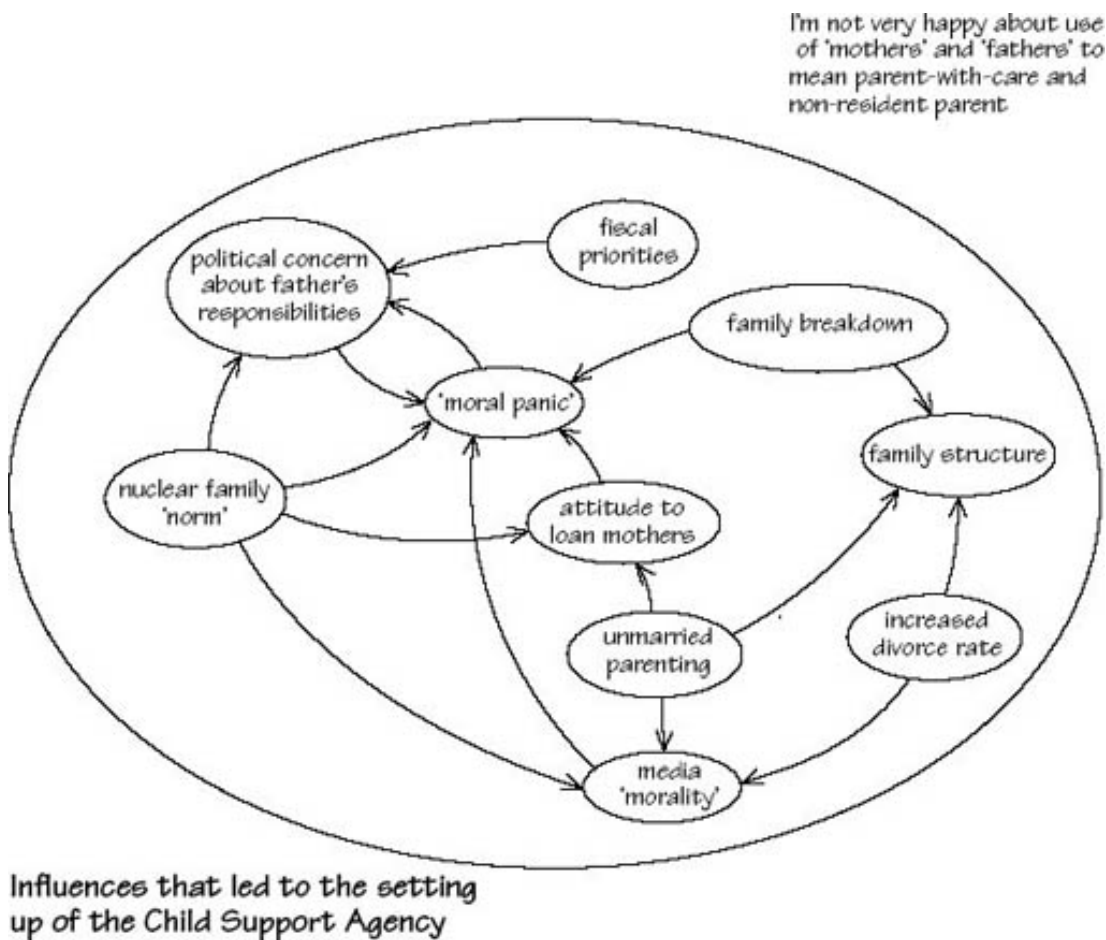 I'm not very happy about use
of 'mothers' and 'fathers' to
mean parent-with-care and
non-resident parent
fiscal
priorities
political concern
about father's
responsibilities
family breakdown
'moral panic'
family structure
nuclear family
'norm'
attitude to
loan mothers
unmarried
parenting
increased
divorce rate
media
'morality'
Influences that led to the setting
up of the Child Support Agency